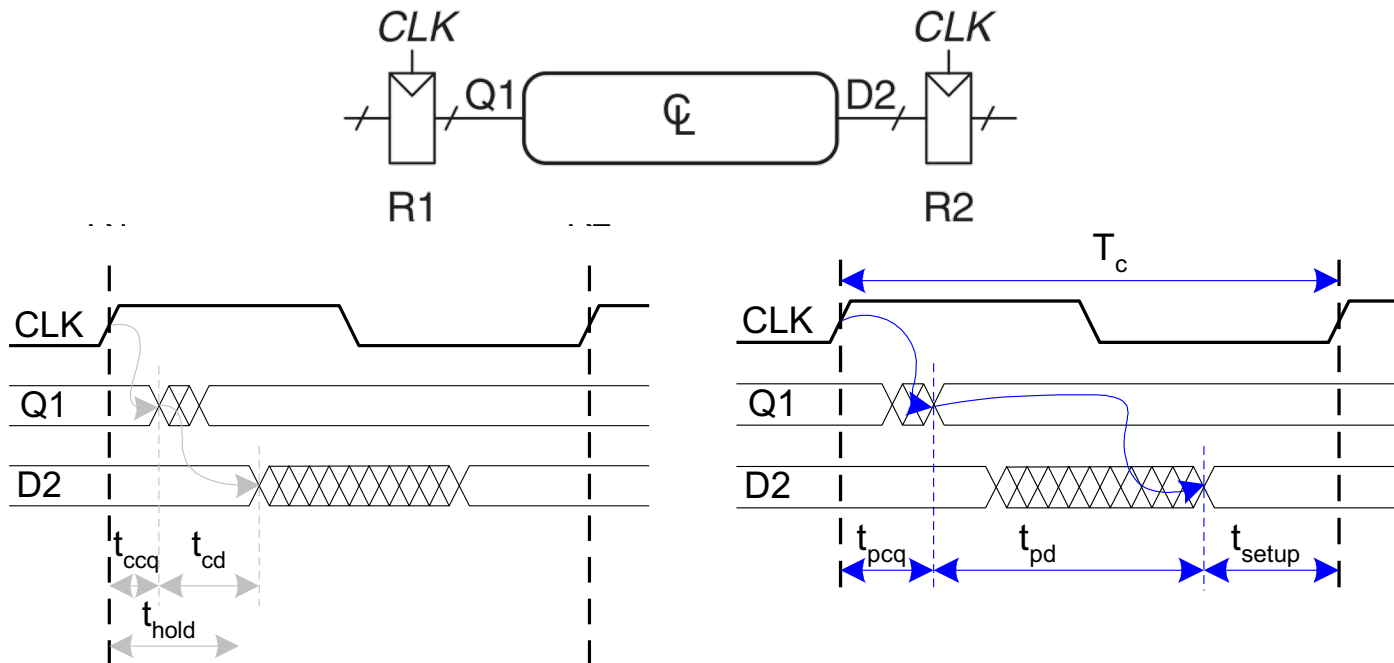 CLK CLK
Q1 CL D2
R1 R2
Tc
CLK CLK
Q1 Q1
D2 D2
tccq tcd tpcq tpd tsetup
thold